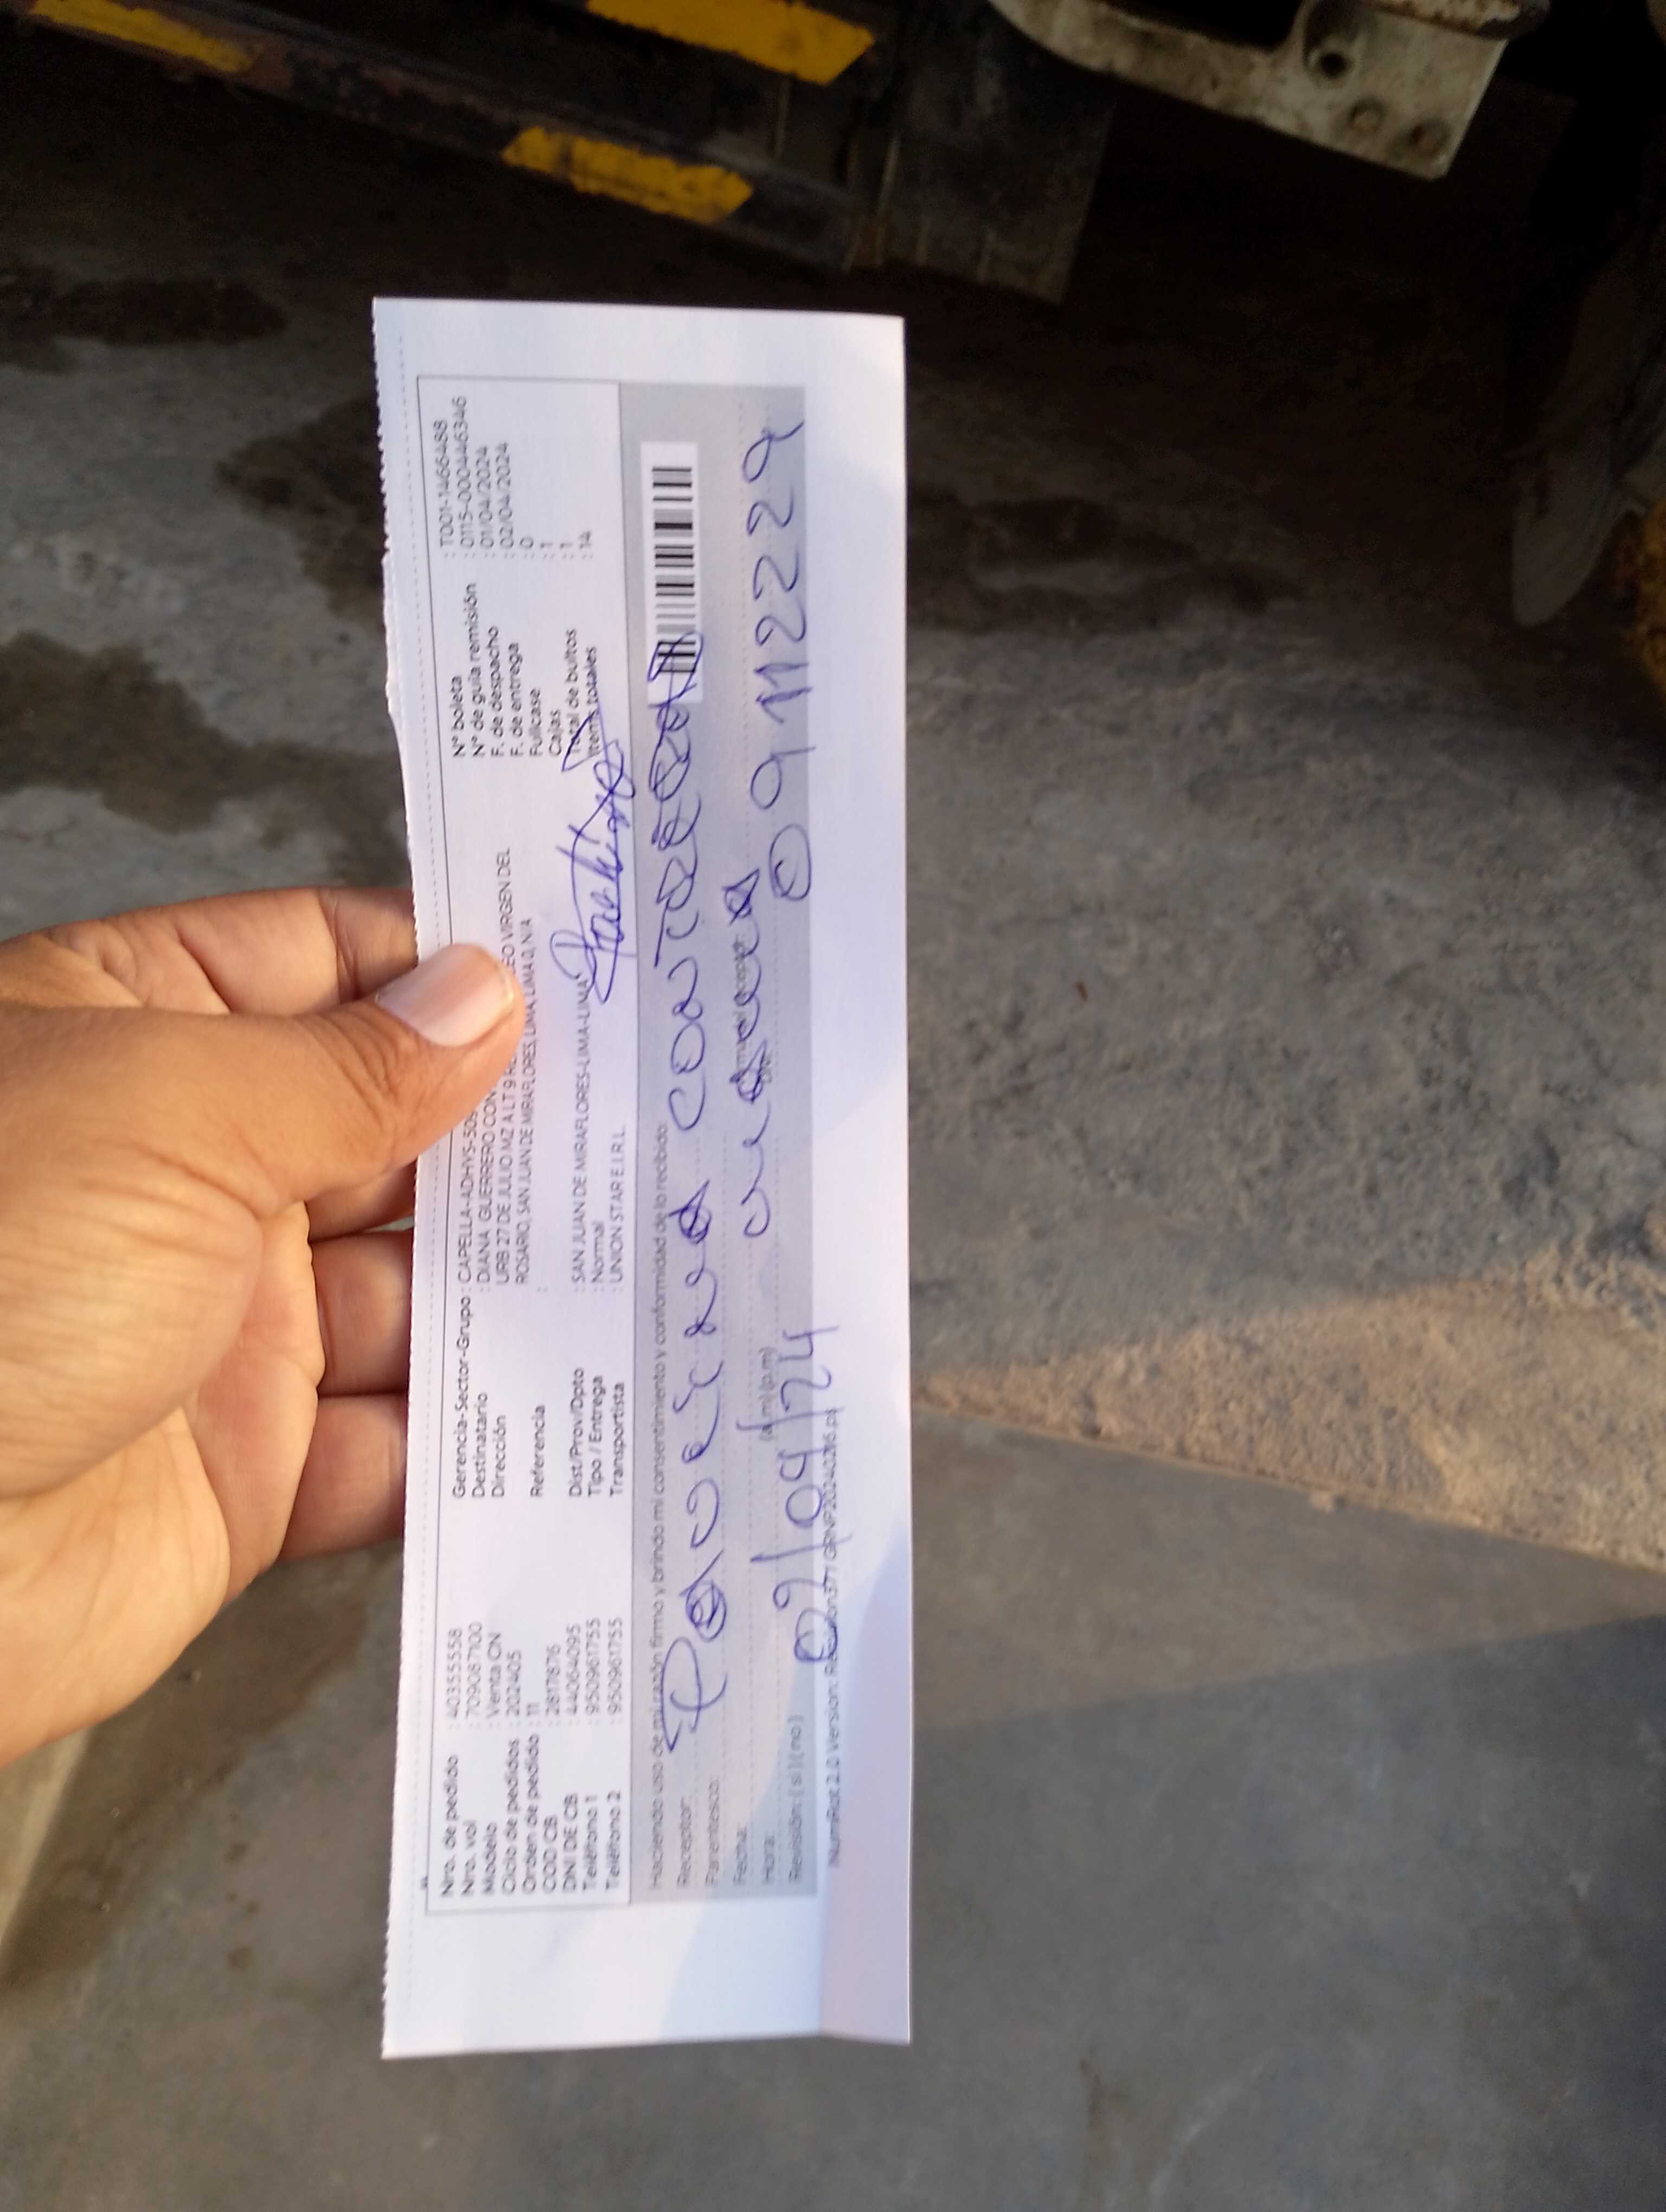 Nro. de pedido : 40355558
Nro. vol : 709087100
Modelo : Venta CN
Ciclo de pedidos : 202405
Orden de pedido : 11
COD CB : 2817876
DNI DE CB : 44064095
Teléfono 1 : 950961755
Teléfono 2 : 950961755
Gerencia-Sector-Grupo : CAPELLA-ADHYS-
Destinatario : DIANA GUERRERO
Dirección : URB 27 DE JULIO MZ A LT 9 VIRGEN DEL
ROSARIO, SAN JUAN DE MIRAFLORES, LIMA, LIMA 0, N/A
Referencia :
Dist/Prov/Dpto : SAN JUAN DE MIRAFLORES-LIMA-LIMA
Tipo / Entrega : Normal
Transportista : UNION STAR E.I.R.L.
N° boleta : T001-1466488
N° de guía remisión : 0115-000446346
F. de despacho : 01/04/2024
F. de entrega : 02/04/2024
Fullcase : 0
Cajas : 1
Total de bultos : 1
Items totales : 14
Haciendo uso de mi razón firmo y brindo mi consentimiento y conformidad de lo recibido:
Receptor:
Parentesco:
Fecha:
Hora: (a.m) (p.m)
02/04/24
09112229
Revisión: ( si ) ( no )